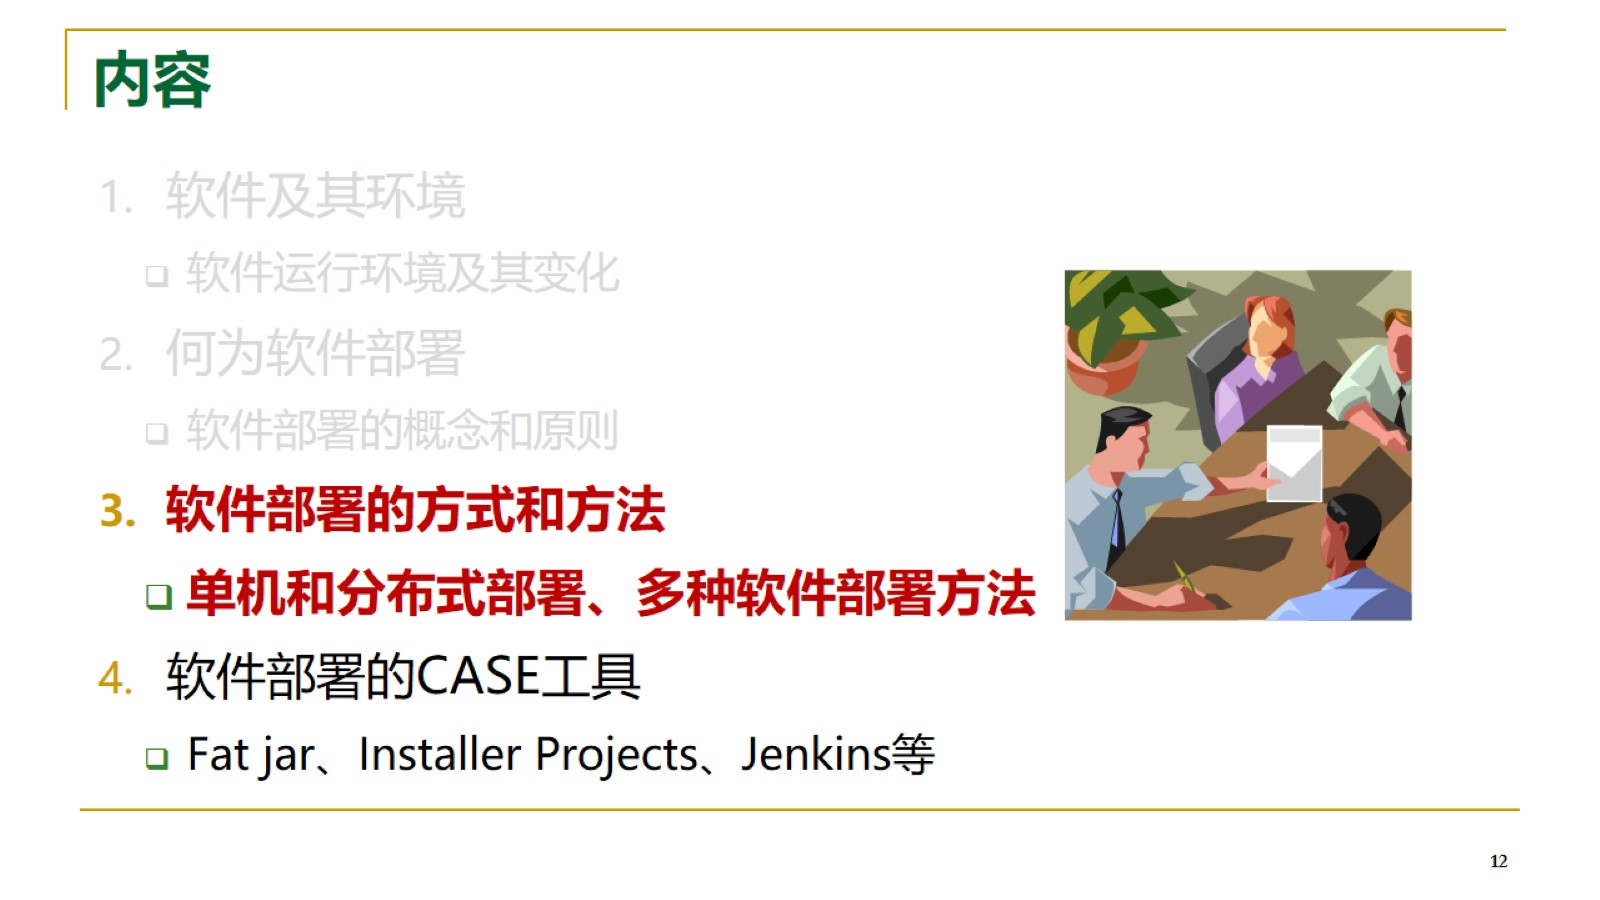 内容
1. 软件及其环境
❑ 软件运行环境及其变化
2. 何为软件部署
❑ 软件部署的概念和原则
3. 软件部署的方式和方法
❑ 单机和分布式部署、多种软件部署方法
4. 软件部署的CASE工具
❑ Fat jar、Installer Projects、Jenkins等
12